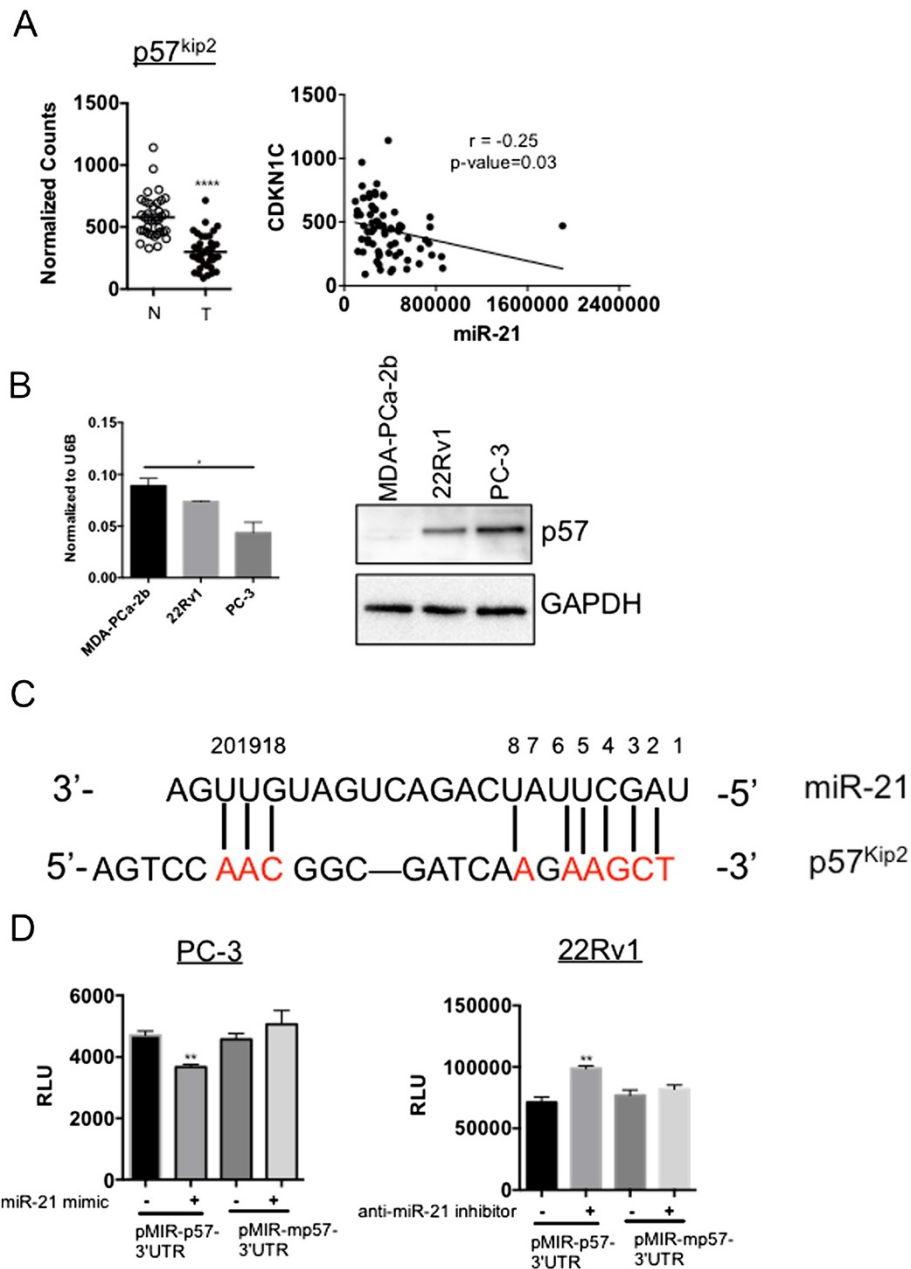 A
p57kip2
Normalized Counts
1500
1000
500
0
****
N
T
CDKN1C
1500
1000
500
0
r = -0.25
p-value=0.03
0
800000
1600000
2400000
miR-21
B
Normalized to U6B
0.15
0.10
0.05
0.00
*
MDA-PCa-2b
22Rv1
PC-3
MDA-PCa-2b
22Rv1
PC-3
p57
GAPDH
C
201918 8 7 6 5 4 3 2 1
3'- AGUUGUAGUCAGACUAUUCGAU -5' miR-21
5'-AGTCC AAC GGC—GATCAAGAAGCT -3' p57Kip2
D
PC-3
RLU
6000
4000
2000
0
**
miR-21 mimic - + - +
pMIR-p57-
3'UTR
pMIR-mp57-
3'UTR
22Rv1
RLU
150000
100000
50000
0
**
anti-miR-21 inhibitor - + - +
pMIR-p57-
3'UTR
pMIR-mp57-
3'UTR